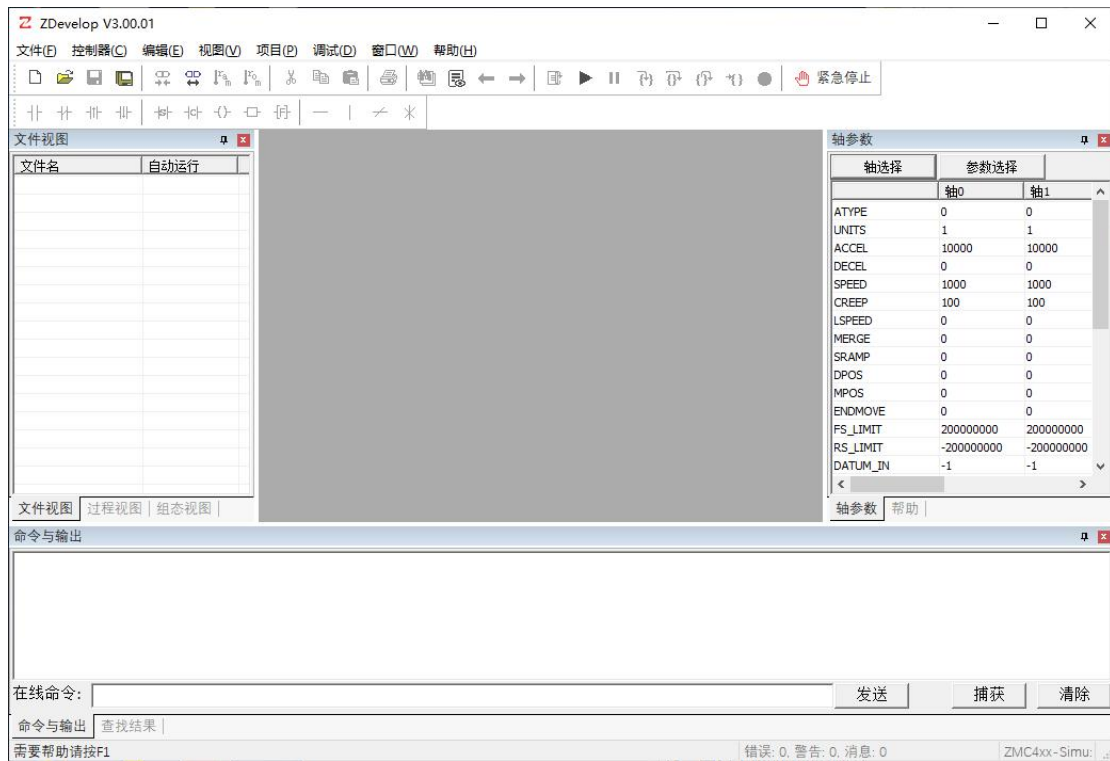 ZDevelop V3.00.01
文件(F) 控制器(C) 编辑(E) 视图(V) 项目(P) 调试(D) 窗口(W) 帮助(H)
紧急停止
文件视图
文件名 自动运行
文件视图 过程视图 组态视图
轴参数
轴选择 参数选择
轴0 轴1
ATYPE 0 0
UNITS 1 1
ACCEL 10000 10000
DECEL 0 0
SPEED 1000 1000
CREEP 100 100
LSPEED 0 0
MERGE 0 0
SRAMP 0 0
DPOS 0 0
MPOS 0 0
ENDMOVE 0 0
FS_LIMIT 200000000 200000000
RS_LIMIT -200000000 -200000000
DATUM_IN -1 -1
轴参数 帮助
命令与输出
在线命令: 发送 捕获 清除
命令与输出 查找结果
需要帮助请按F1 错误: 0, 警告: 0, 消息: 0 ZMC4xx-Simu: